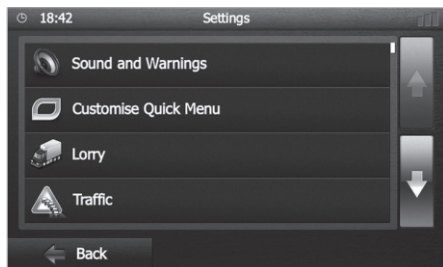 18:42 Settings
Sound and Warnings
Customise Quick Menu
Lorry
Traffic
Back